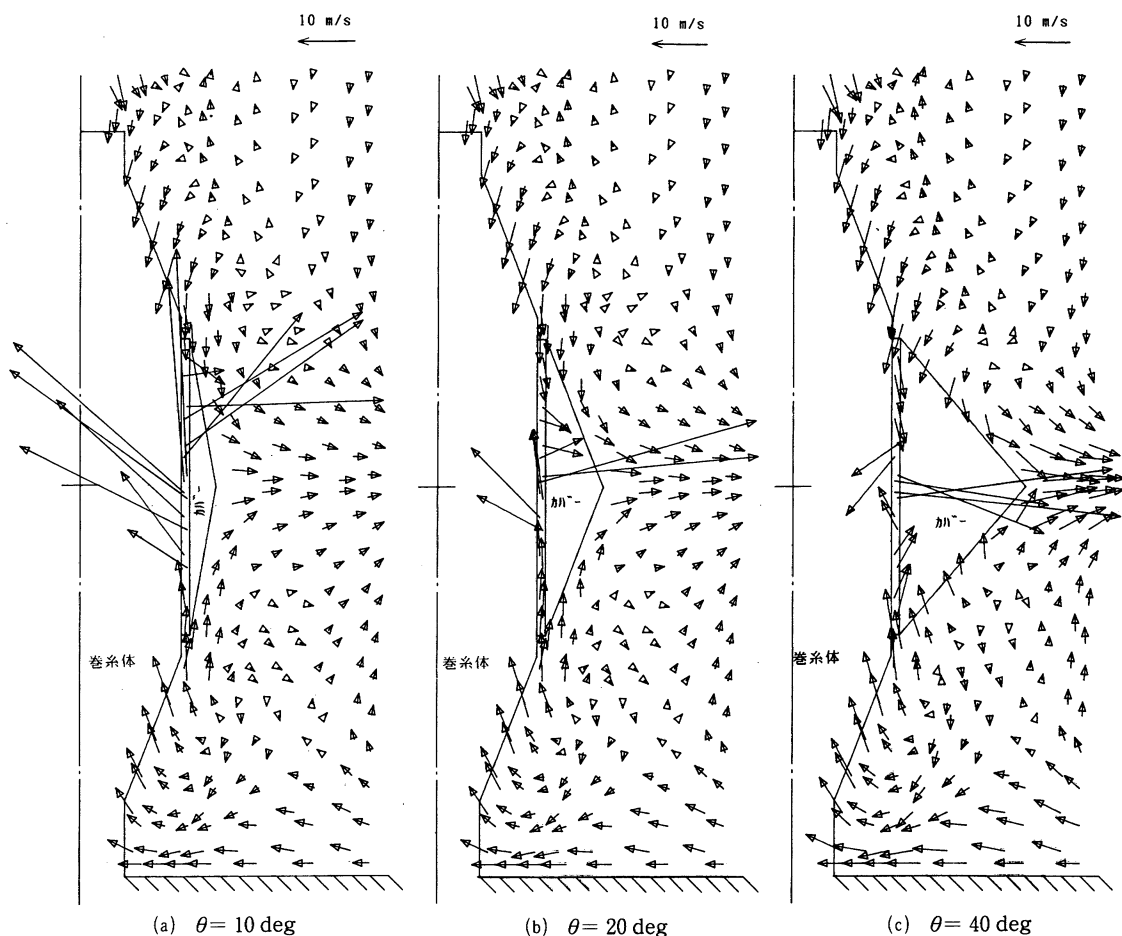 10 m/s
10 m/s
10 m/s
カバー
カバー
カバー
巻糸体
巻糸体
巻糸体
(a) θ= 10 deg
(b) θ= 20 deg
(c) θ= 40 deg